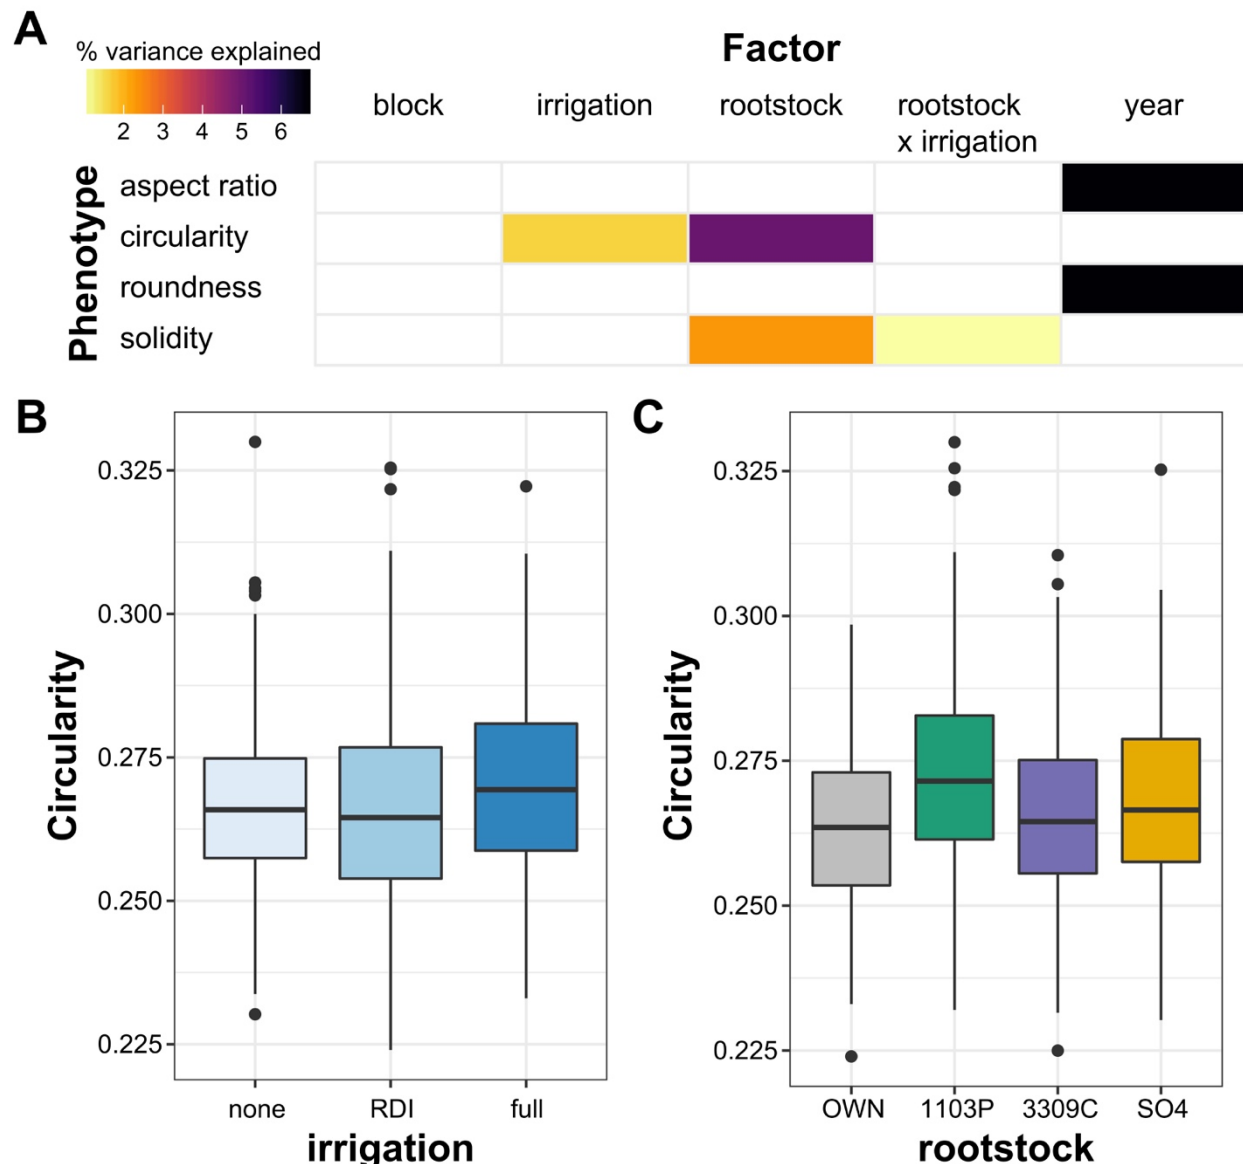 A
% variance explained
2 3 4 5 6
Factor
block irrigation rootstock rootstock x irrigation year
Phenotype
aspect ratio
circularity
roundness
solidity
B
Circularity
0.325
0.300
0.275
0.250
0.225
none RDI full
irrigation
C
Circularity
0.325
0.300
0.275
0.250
0.225
OWN 1103P 3309C SO4
rootstock